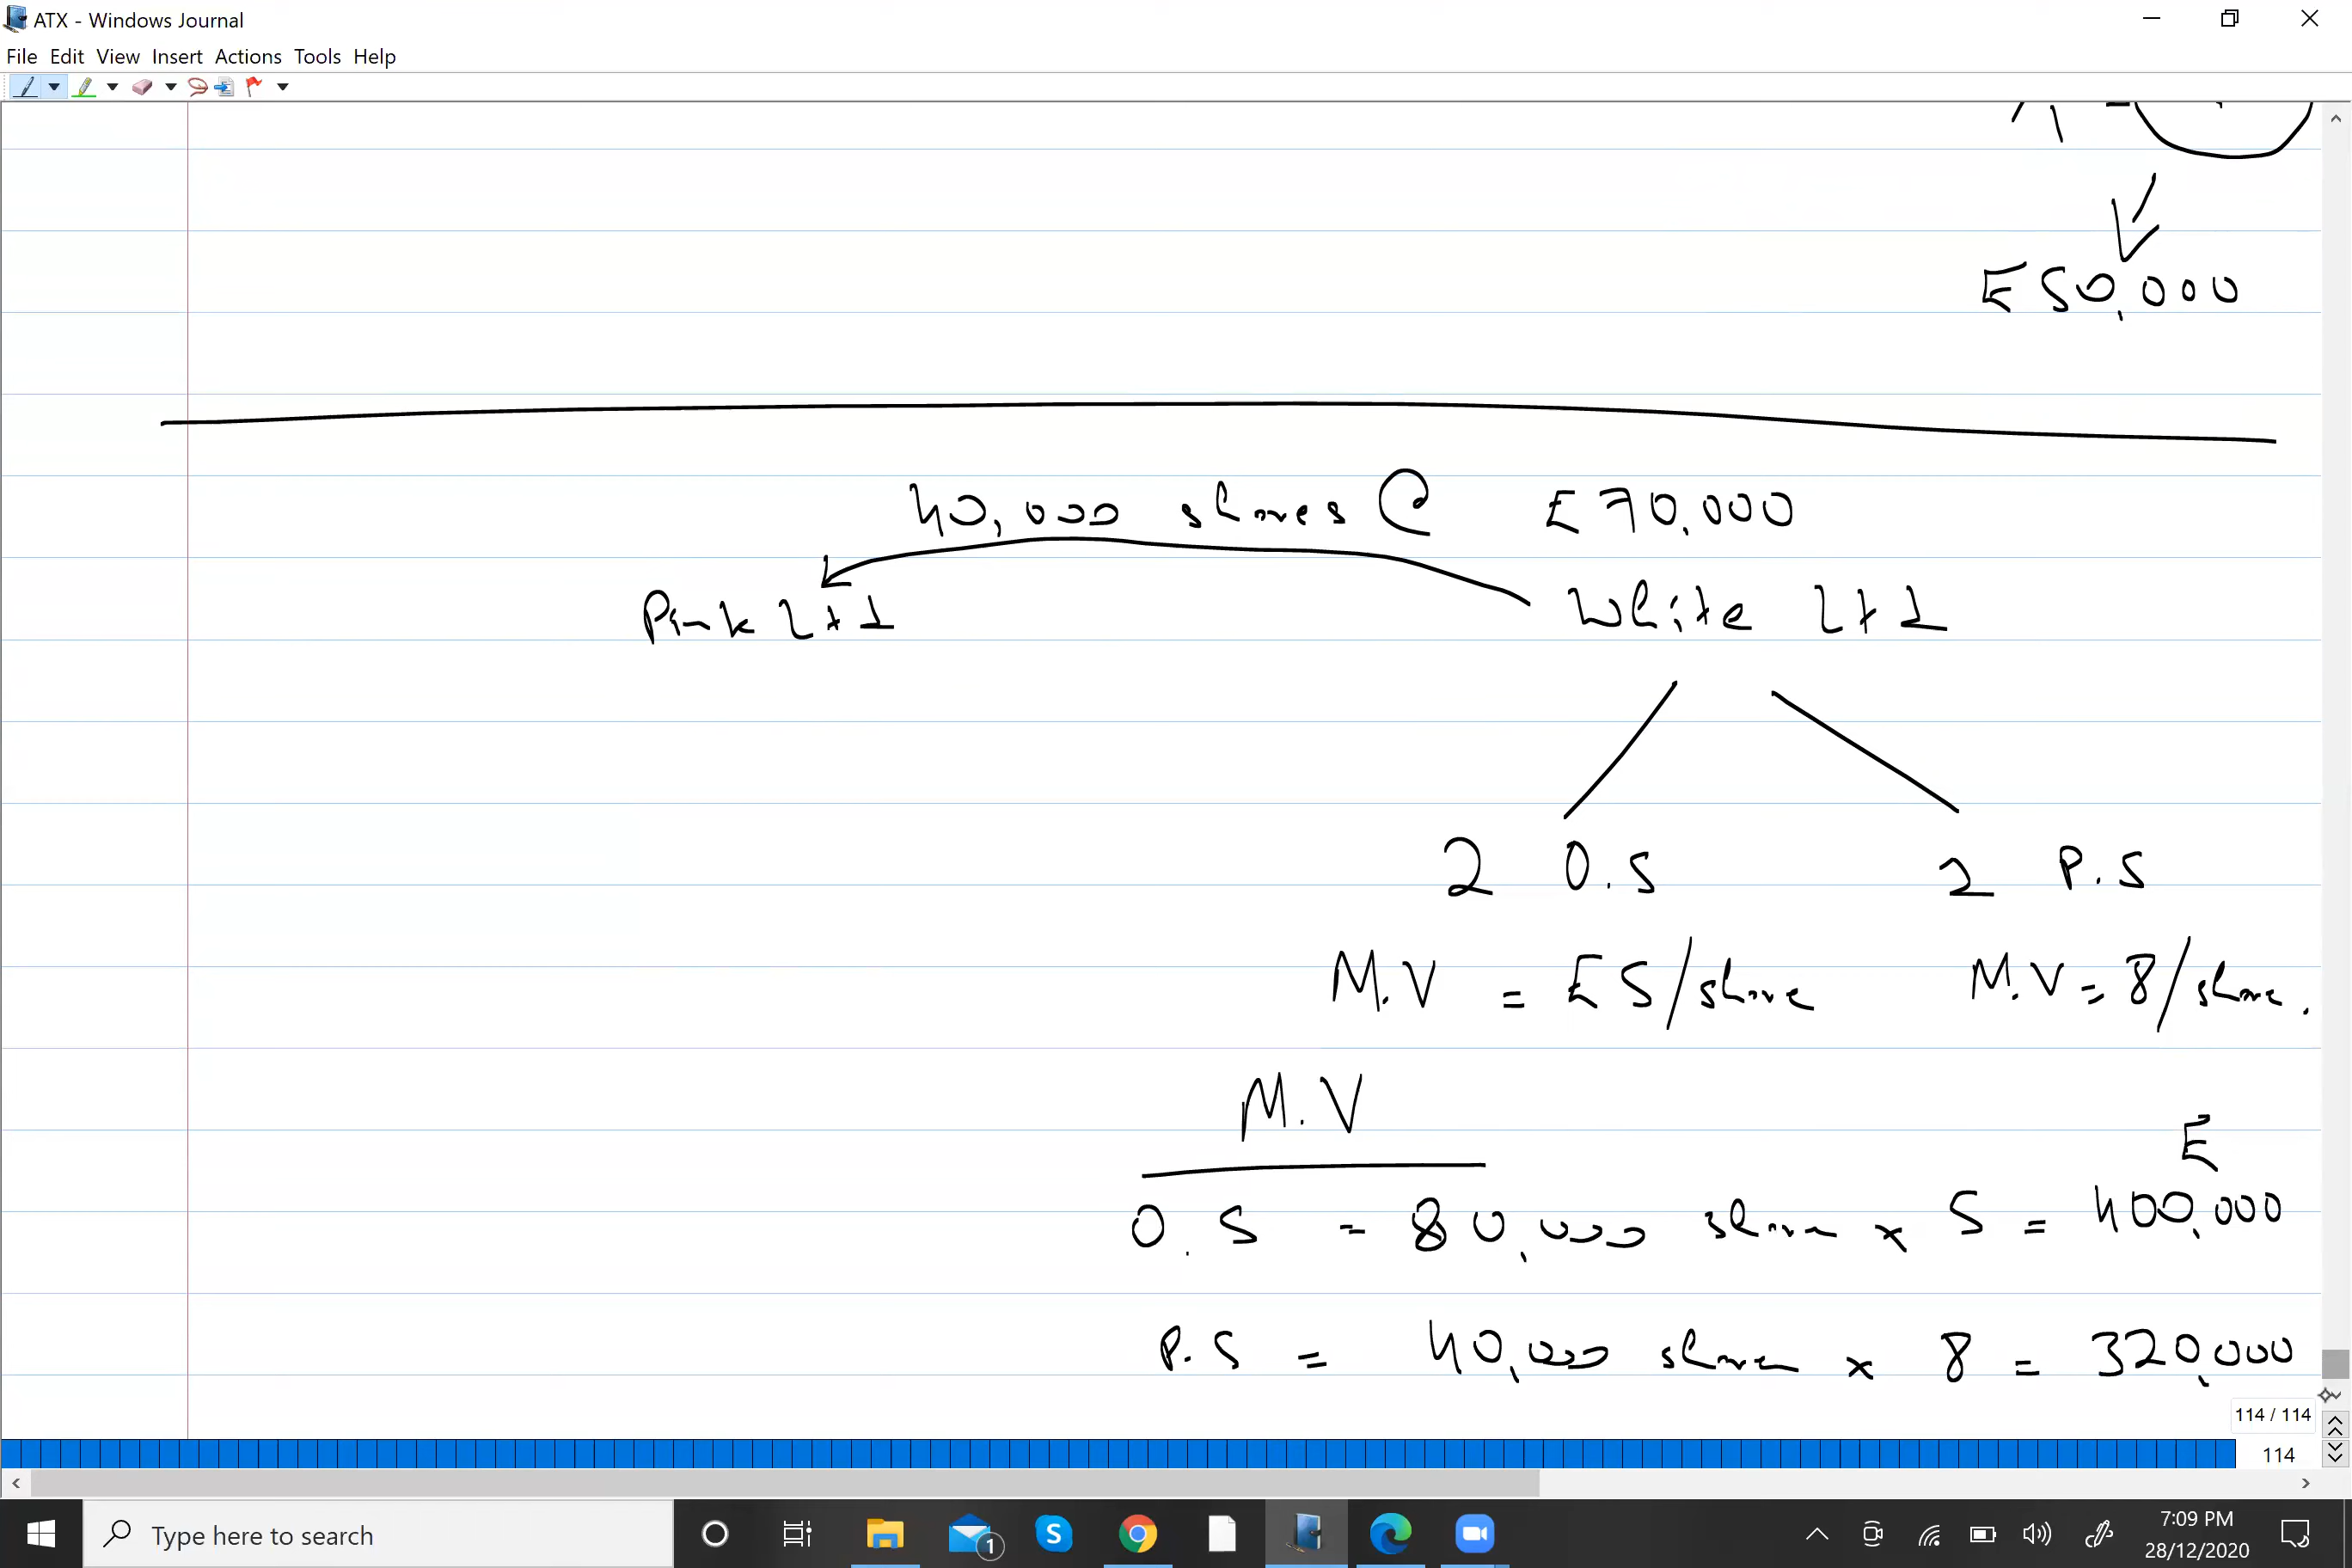 ATX - Windows Journal
File Edit View Insert Actions Tools Help
£50,000
40,000 shares @ £70,000
Pink Ltd White Ltd
2 O.S 2 P.S
M.V = £5/share M.V = 8/share.
M.V
£
O.S = 80,000 share x 5 = 400,000
P.S = 40,000 share x 8 = 320,000
114 / 114
114
Type here to search
1
7:09 PM
28/12/2020